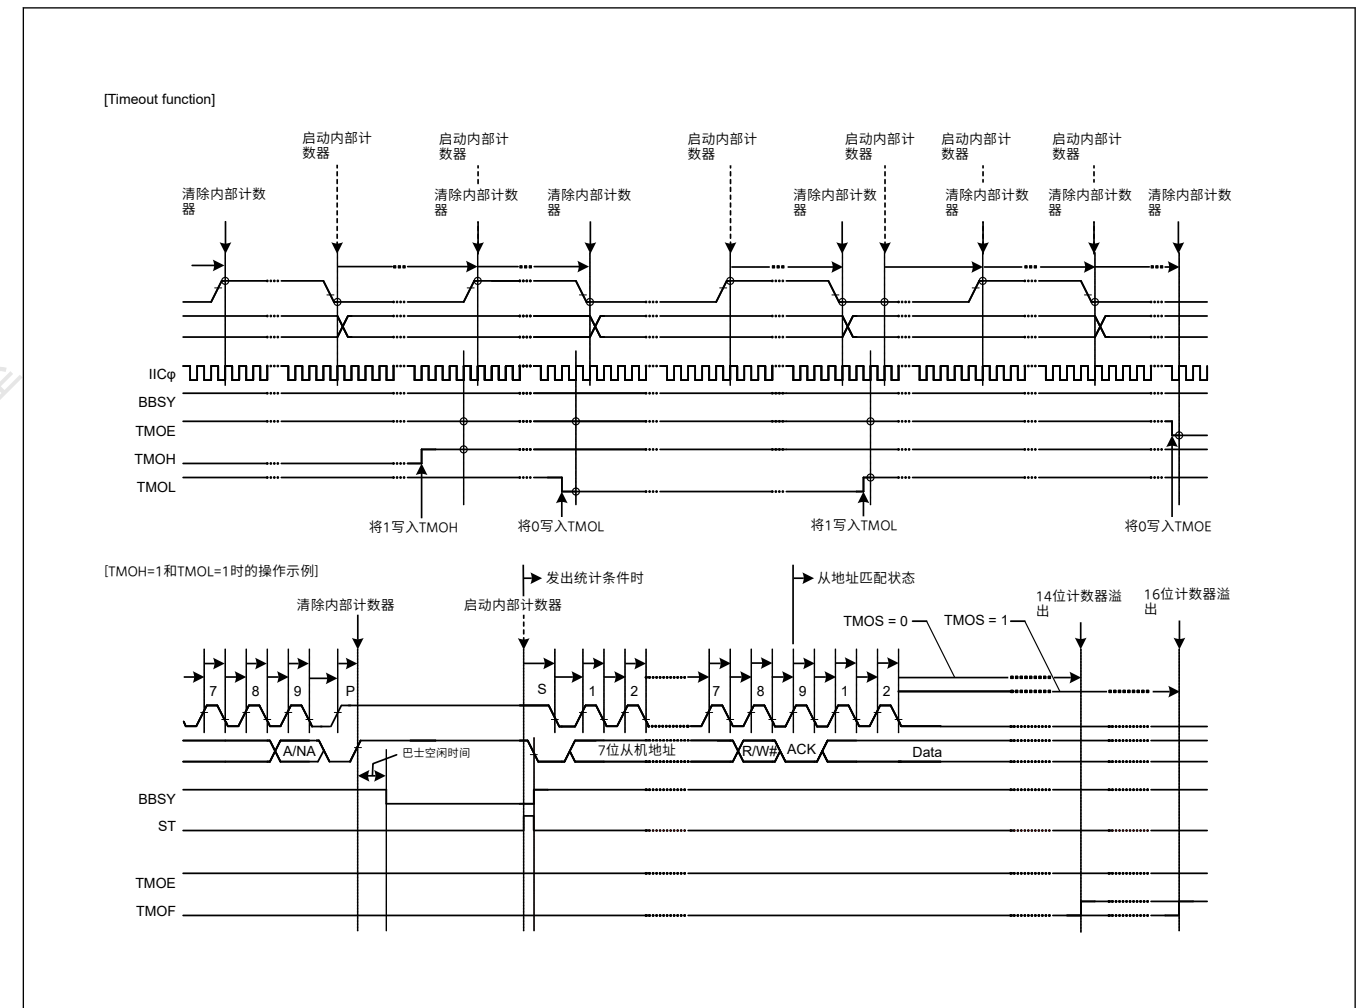 [Timeout function]
启动内部计
数器
启动内部计
数器
启动内部计
数器
启动内部计
数器
启动内部计
数器
启动内部计
数器
清除内部计数
器
清除内部计数
器
清除内部计数
器
清除内部计数
器
清除内部计数
器
清除内部计数
器
清除内部计数
器
IICφ
BBSY
TMOE
TMOH
TMOL
将1写入TMOH
将0写入TMOL
将1写入TMOL
将0写入TMOE
[TMOH=1和TMOL=1时的操作示例]
发出统计条件时
从地址匹配状态
清除内部计数器
启动内部计数器
14位计数器溢
出
16位计数器溢
出
TMOS = 0
TMOS = 1
7 8 9 P S 1 2 7 8 9 1 2
A/NA
巴士空闲时间
7位从机地址
R/W#
ACK
Data
BBSY
ST
TMOE
TMOF